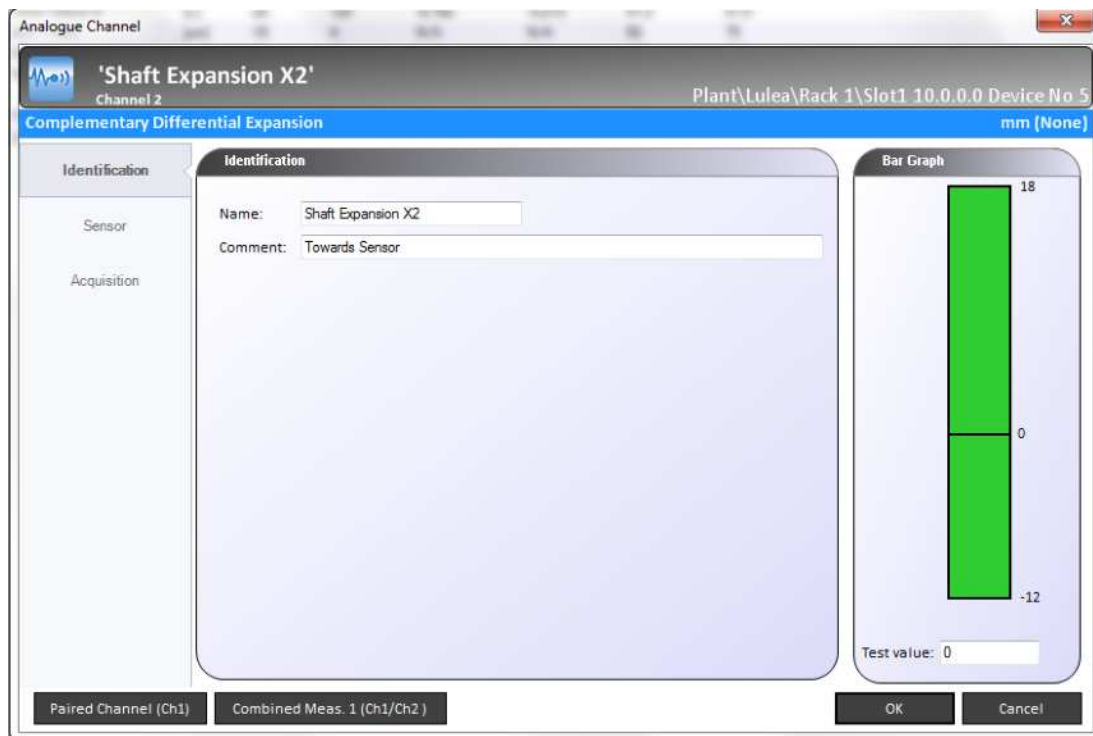 Analogue Channel
'Shaft Expansion X2'
Channel 2
Plant\Lulea\Rack 1\Slot1 10.0.0.0 Device No 5
Complementary Differential Expansion
mm (None)
Identification
Sensor
Acquisition
Identification
Name: Shaft Expansion X2
Comment: Towards Sensor
Bar Graph
18
0
-12
Test value: 0
Paired Channel (Ch1)
Combined Meas. 1 (Ch1/Ch2 )
OK
Cancel